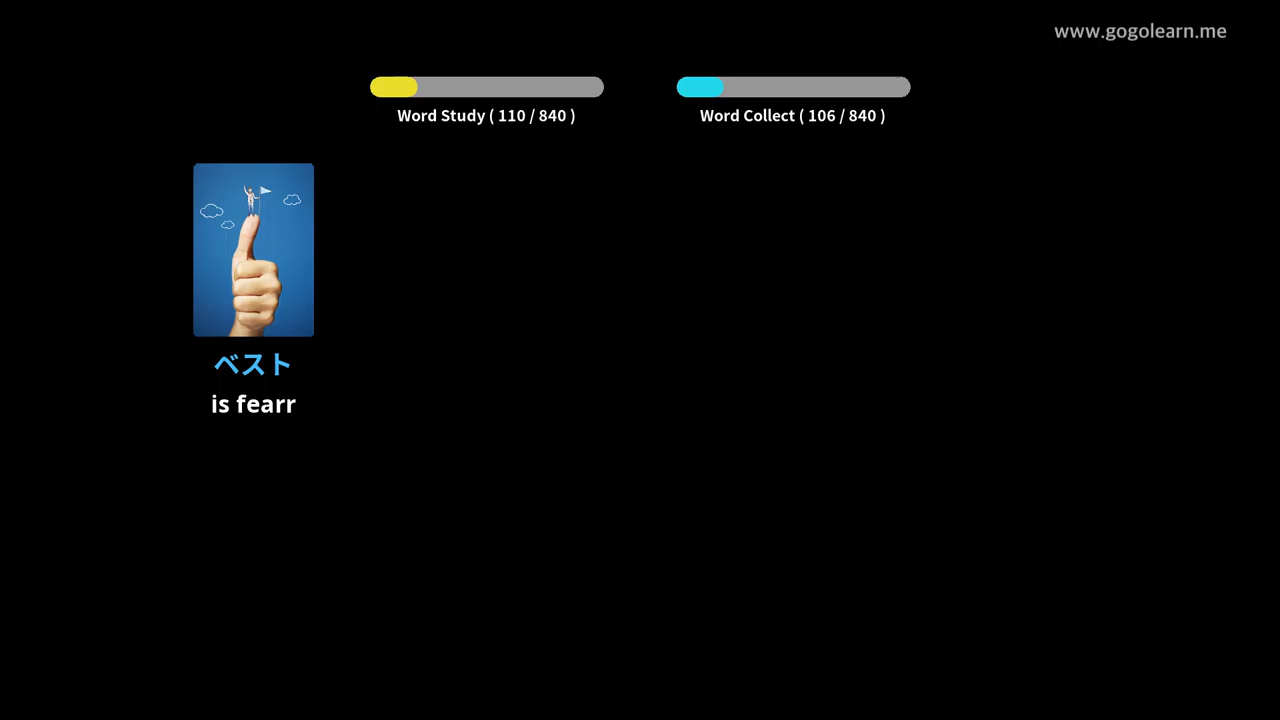 www.gogolearn.me
Word Study ( 110 / 840 )
Word Collect ( 106 / 840 )
ベスト
is fearr